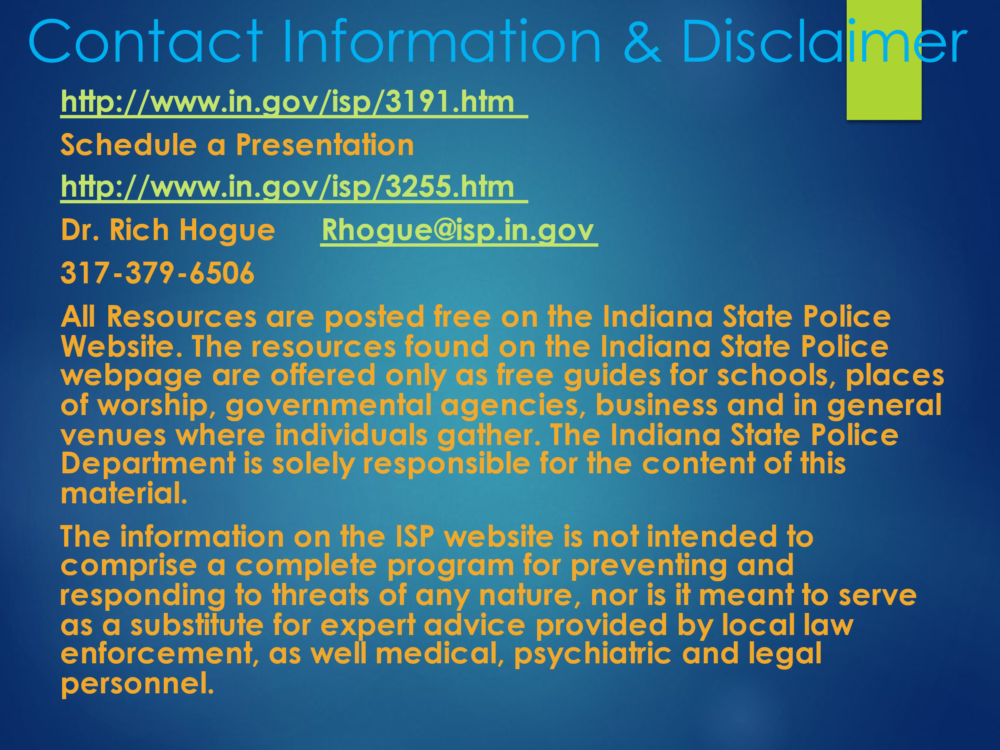 Contact Information & Disclaimer
http://www.in.gov/isp/3191.htm
Schedule a Presentation
http://www.in.gov/isp/3255.htm
Dr. Rich Hogue Rhogue@isp.in.gov
317-379-6506
All Resources are posted free on the Indiana State Police
Website. The resources found on the Indiana State Police
webpage are offered only as free guides for schools, places
of worship, governmental agencies, business and in general
venues where individuals gather. The Indiana State Police
Department is solely responsible for the content of this
material.
The information on the ISP website is not intended to
comprise a complete program for preventing and
responding to threats of any nature, nor is it meant to serve
as a substitute for expert advice provided by local law
enforcement, as well medical, psychiatric and legal
personnel.